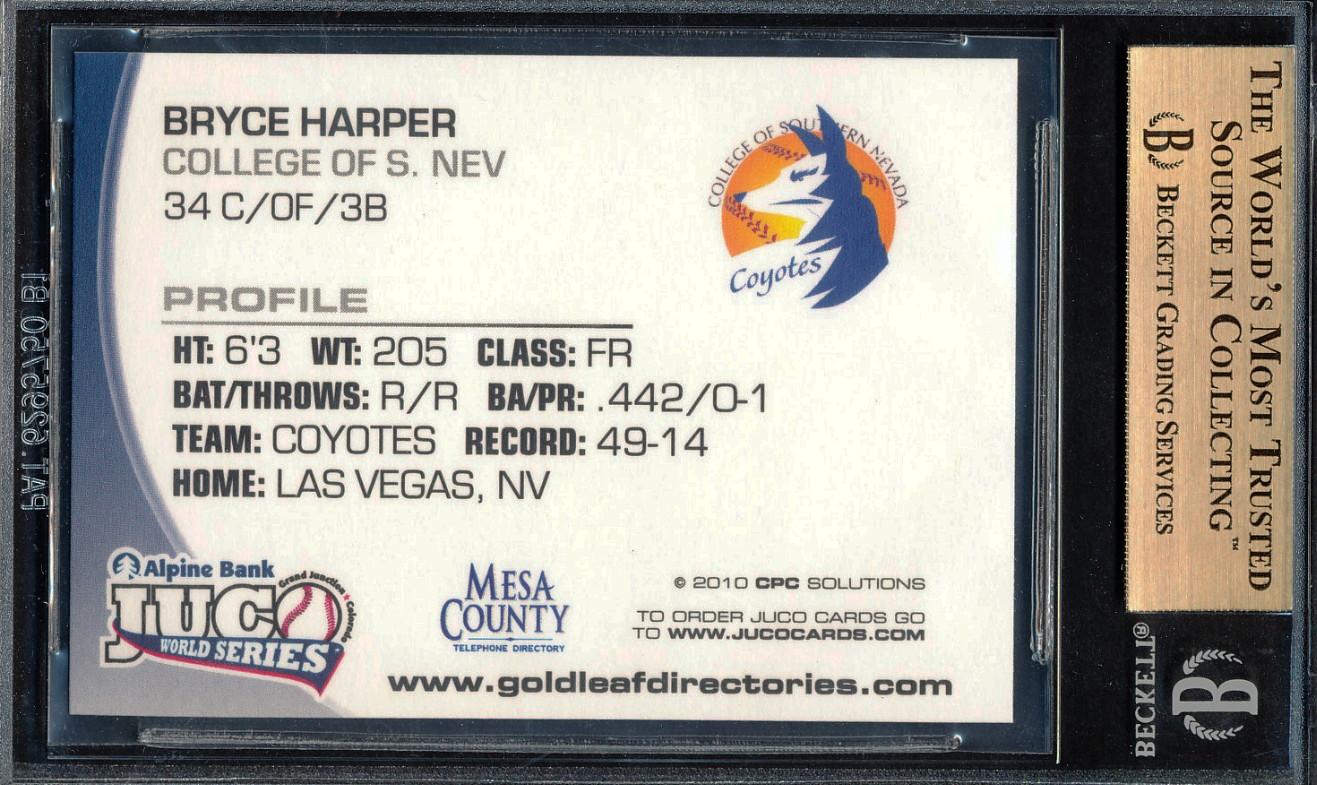 BRYCE HARPER
COLLEGE OF S. NEV
34 C/OF/3B
COLLEGE OF SOUTHERN NEVADA
Coyotes
PROFILE
HT: 6'3 WT: 205 CLASS: FR
BAT/THROWS: R/R BA/PR: .442/0-1
TEAM: COYOTES RECORD: 49-14
HOME: LAS VEGAS, NV
Alpine Bank
Grand Junction ★ Colorado
JUCO
WORLD SERIES
MESA
COUNTY
TELEPHONE DIRECTORY
© 2010 CPC SOLUTIONS
TO ORDER JUCO CARDS GO
TO WWW.JUCOCARDS.COM
www.goldleafdirectories.com
THE WORLD'S MOST TRUSTED
SOURCE IN COLLECTING™
B BECKETT GRADING SERVICES
B
BECKETT®
PAT. 6295750 B1